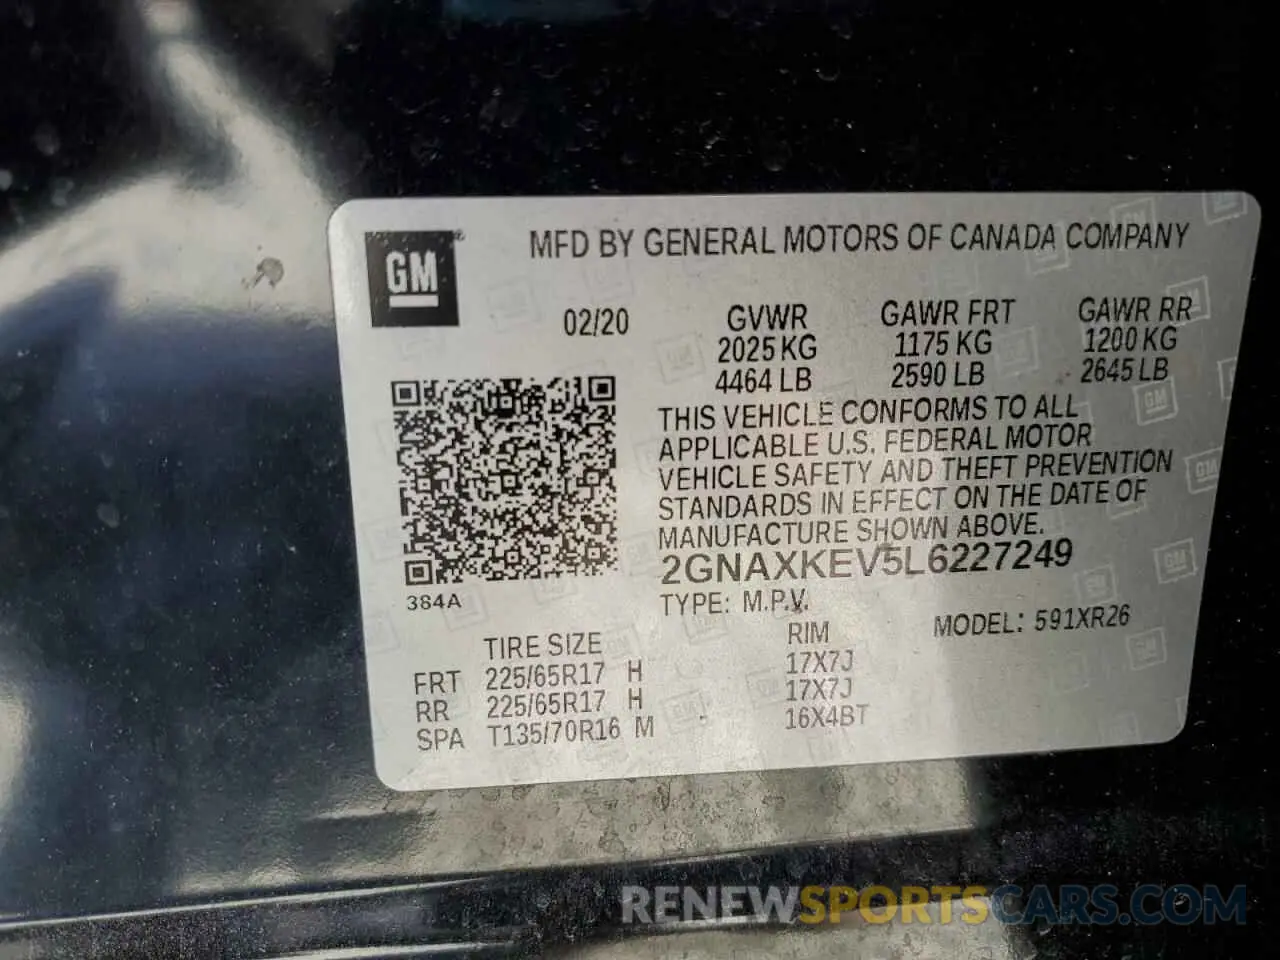 GM
MFD BY GENERAL MOTORS OF CANADA COMPANY
02/20
GVWR
2025 KG
4464 LB
GAWR FRT
1175 KG
2590 LB
GAWR RR
1200 KG
2645 LB
THIS VEHICLE CONFORMS TO ALL
APPLICABLE U.S. FEDERAL MOTOR
VEHICLE SAFETY AND THEFT PREVENTION
STANDARDS IN EFFECT ON THE DATE OF
MANUFACTURE SHOWN ABOVE.
2GNAXKEV5L6227249
384A
TYPE: M.P.V.
MODEL: 591XR26
TIRE SIZE RIM
FRT 225/65R17 H 17X7J
RR 225/65R17 H 17X7J
SPA T135/70R16 M 16X4BT
RENEWSPORTSCARS.COM